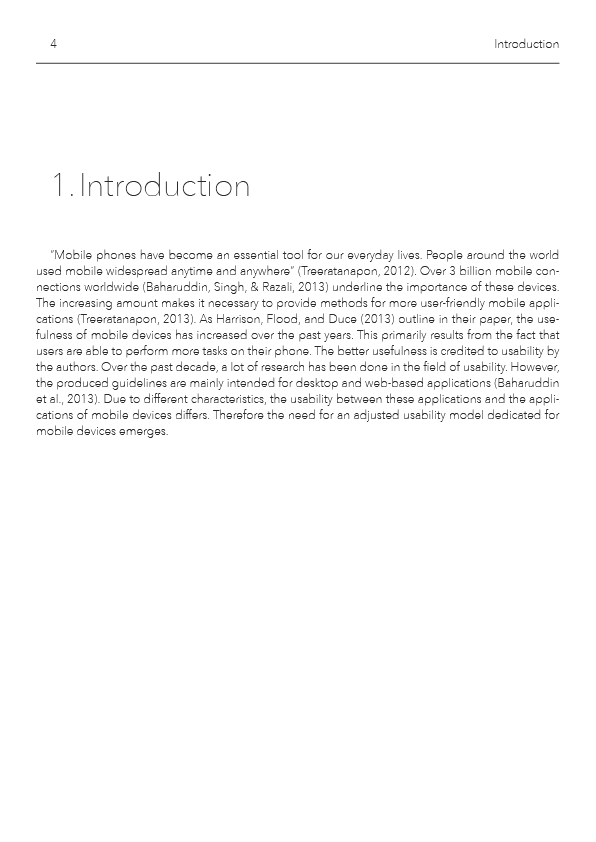 4 Introduction
1. Introduction
“Mobile phones have become an essential tool for our everyday lives. People around the world
used mobile widespread anytime and anywhere” (Treeratanapon, 2012). Over 3 billion mobile con-
nections worldwide (Baharuddin, Singh, & Razali, 2013) underline the importance of these devices.
The increasing amount makes it necessary to provide methods for more user-friendly mobile appli-
cations (Treeratanapon, 2013). As Harrison, Flood, and Duce (2013) outline in their paper, the use-
fulness of mobile devices has increased over the past years. This primarily results from the fact that
users are able to perform more tasks on their phone. The better usefulness is credited to usability by
the authors. Over the past decade, a lot of research has been done in the field of usability. However,
the produced guidelines are mainly intended for desktop and web-based applications (Baharuddin
et al., 2013). Due to different characteristics, the usability between these applications and the appli-
cations of mobile devices differs. Therefore the need for an adjusted usability model dedicated for
mobile devices emerges.